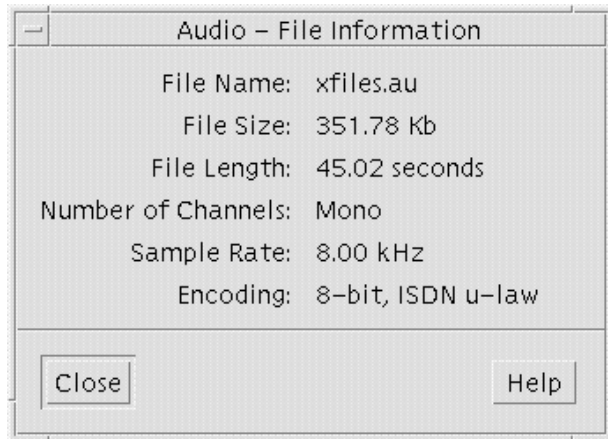 Audio – File Information
File Name: xfiles.au
File Size: 351.78 Kb
File Length: 45.02 seconds
Number of Channels: Mono
Sample Rate: 8.00 kHz
Encoding: 8–bit, ISDN u–law
Close Help